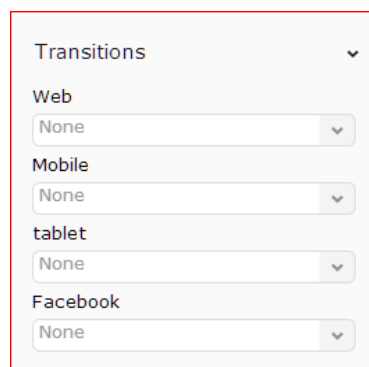 Transitions
Web
None
Mobile
None
tablet
None
Facebook
None